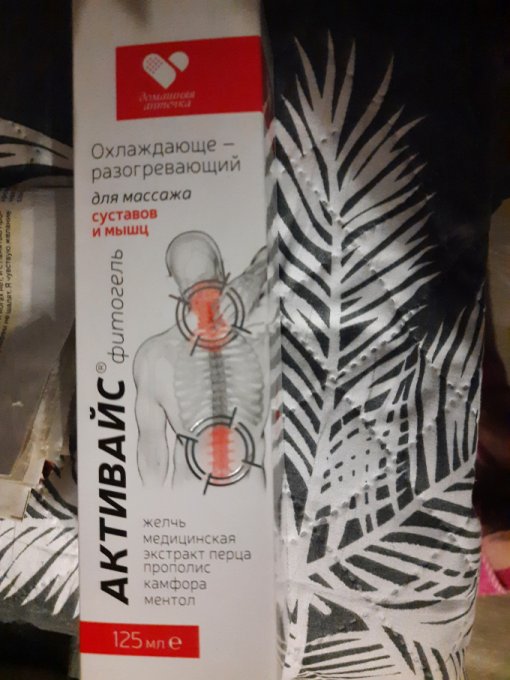 домашняя
аптечка
Охлаждающе –
разогревающий
для массажа
суставов
и мышц
АКТИВАЙС®
фитогель
желчь
медицинская
экстракт перца
прополис
камфора
ментол
125 мл е